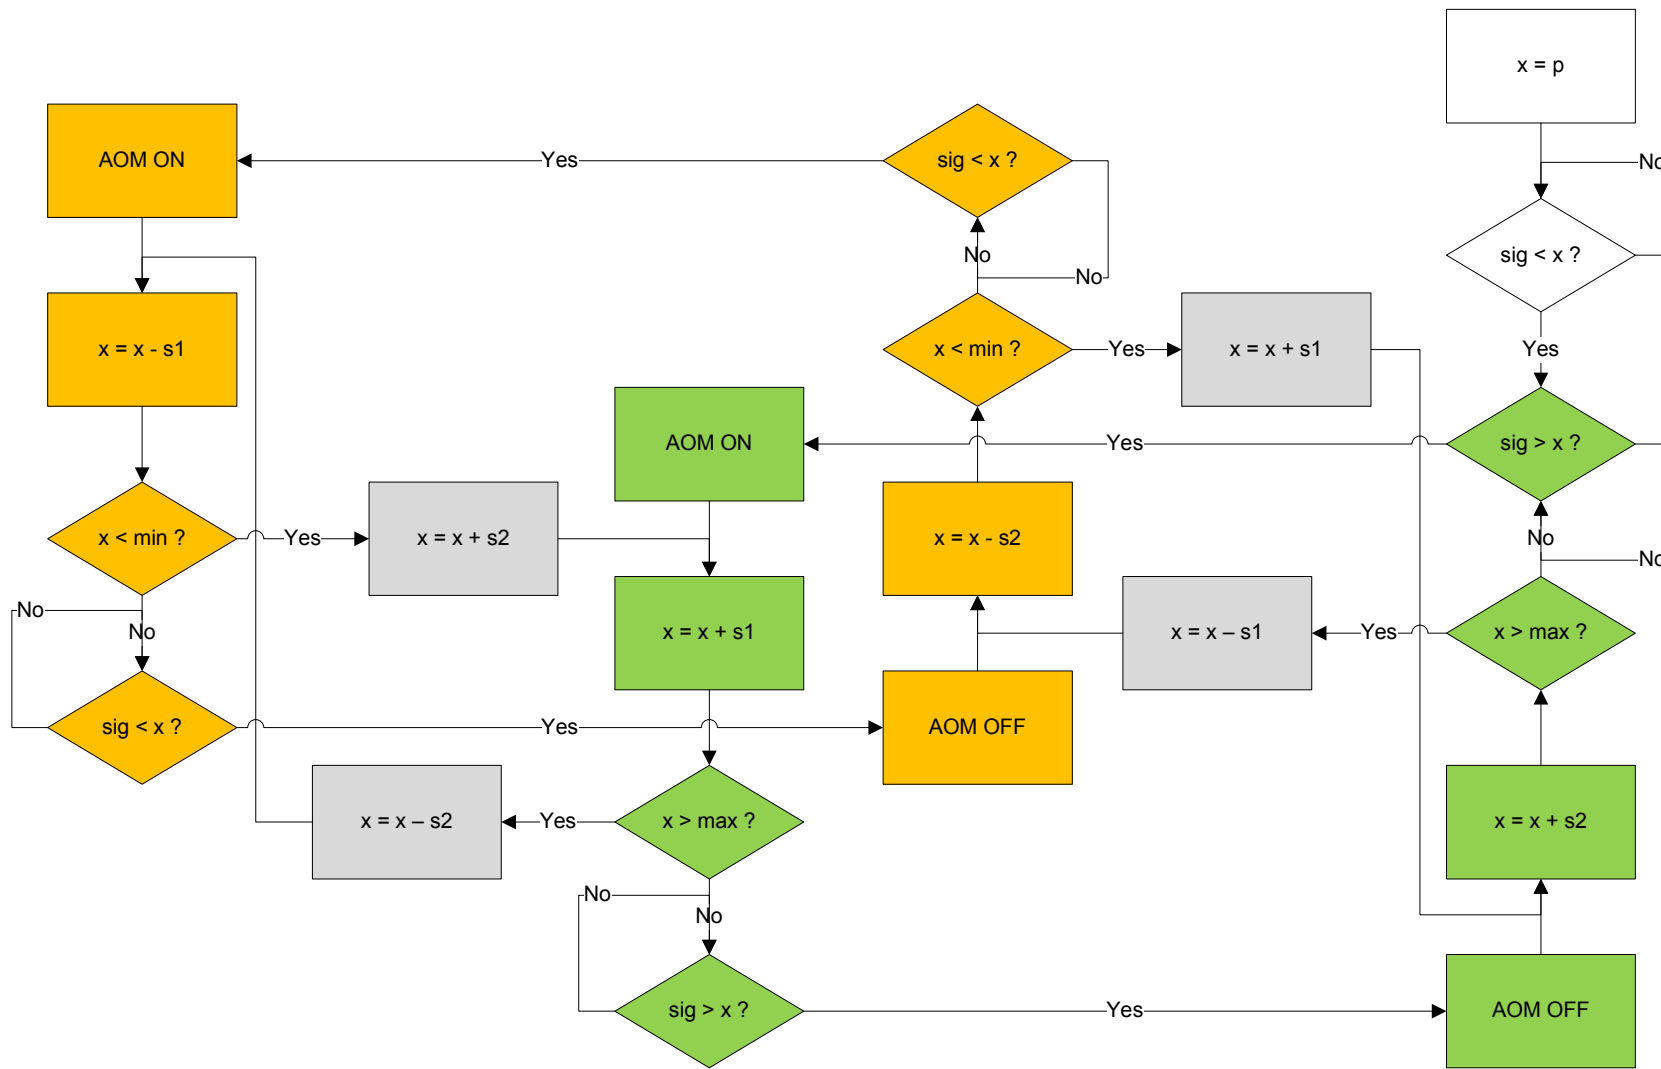 x = p
AOM ON
Yes
sig < x ?
No
sig < x ?
No
No
x = x - s1
x < min ?
Yes
x = x + s1
Yes
AOM ON
Yes
sig > x ?
x < min ?
Yes
x = x + s2
x = x - s2
No
No
No
No
x = x + s1
x = x – s1
Yes
x > max ?
sig < x ?
Yes
AOM OFF
x = x – s2
Yes
x > max ?
x = x + s2
No
No
sig > x ?
Yes
AOM OFF